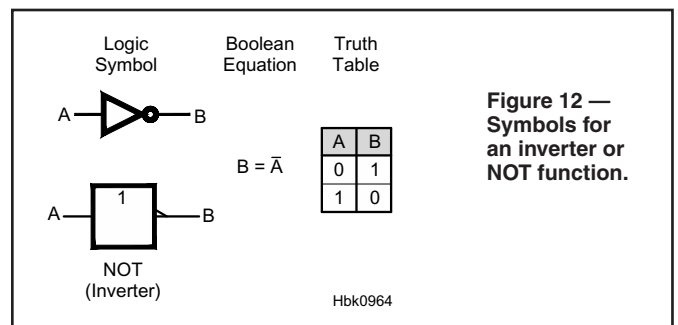 Logic
Symbol
Boolean
Equation
Truth
Table
A
B
B = A̅
A B
0 1
1 0
A
1
B
NOT
(Inverter)
Hbk0964
Figure 12 —
Symbols for
an inverter or
NOT function.